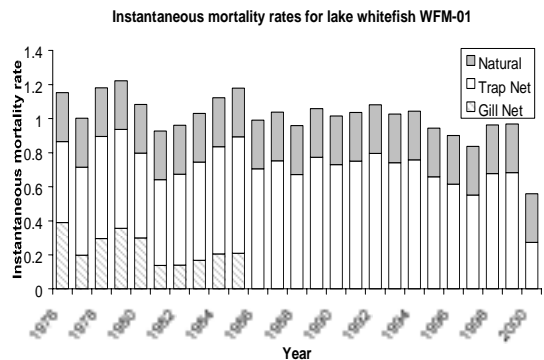 Instantaneous mortality rates for lake whitefish WFM-01
Instantaneous mortality rate
1.4
1.2
1
0.8
0.6
0.4
0.2
0
Natural
Trap Net
Gill Net
1976 1978 1980 1982 1984 1986 1988 1990 1992 1994 1996 1998 2000
Year